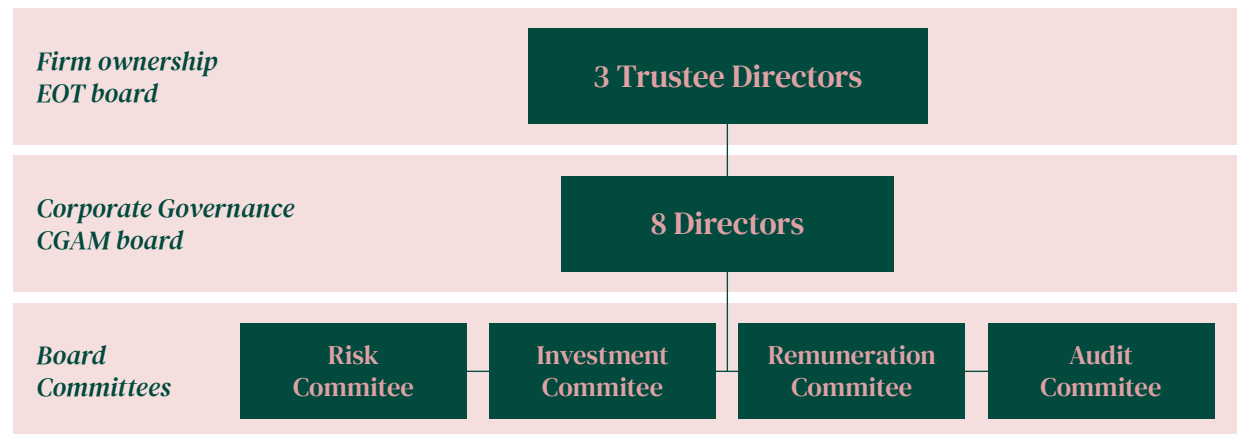 Firm ownership
EOT board
3 Trustee Directors
Corporate Governance
CGAM board
8 Directors
Board
Committees
Risk
Commitee
Investment
Commitee
Remuneration
Commitee
Audit
Commitee